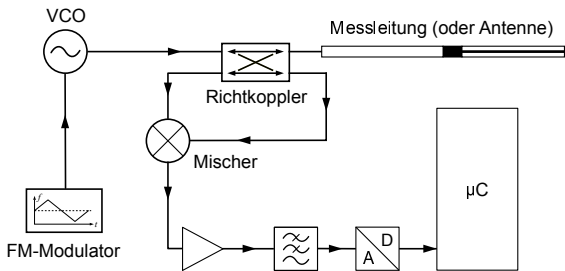 VCO
Messleitung (oder Antenne)
Richtkoppler
Mischer
f
t
FM-Modulator
A
D
µC